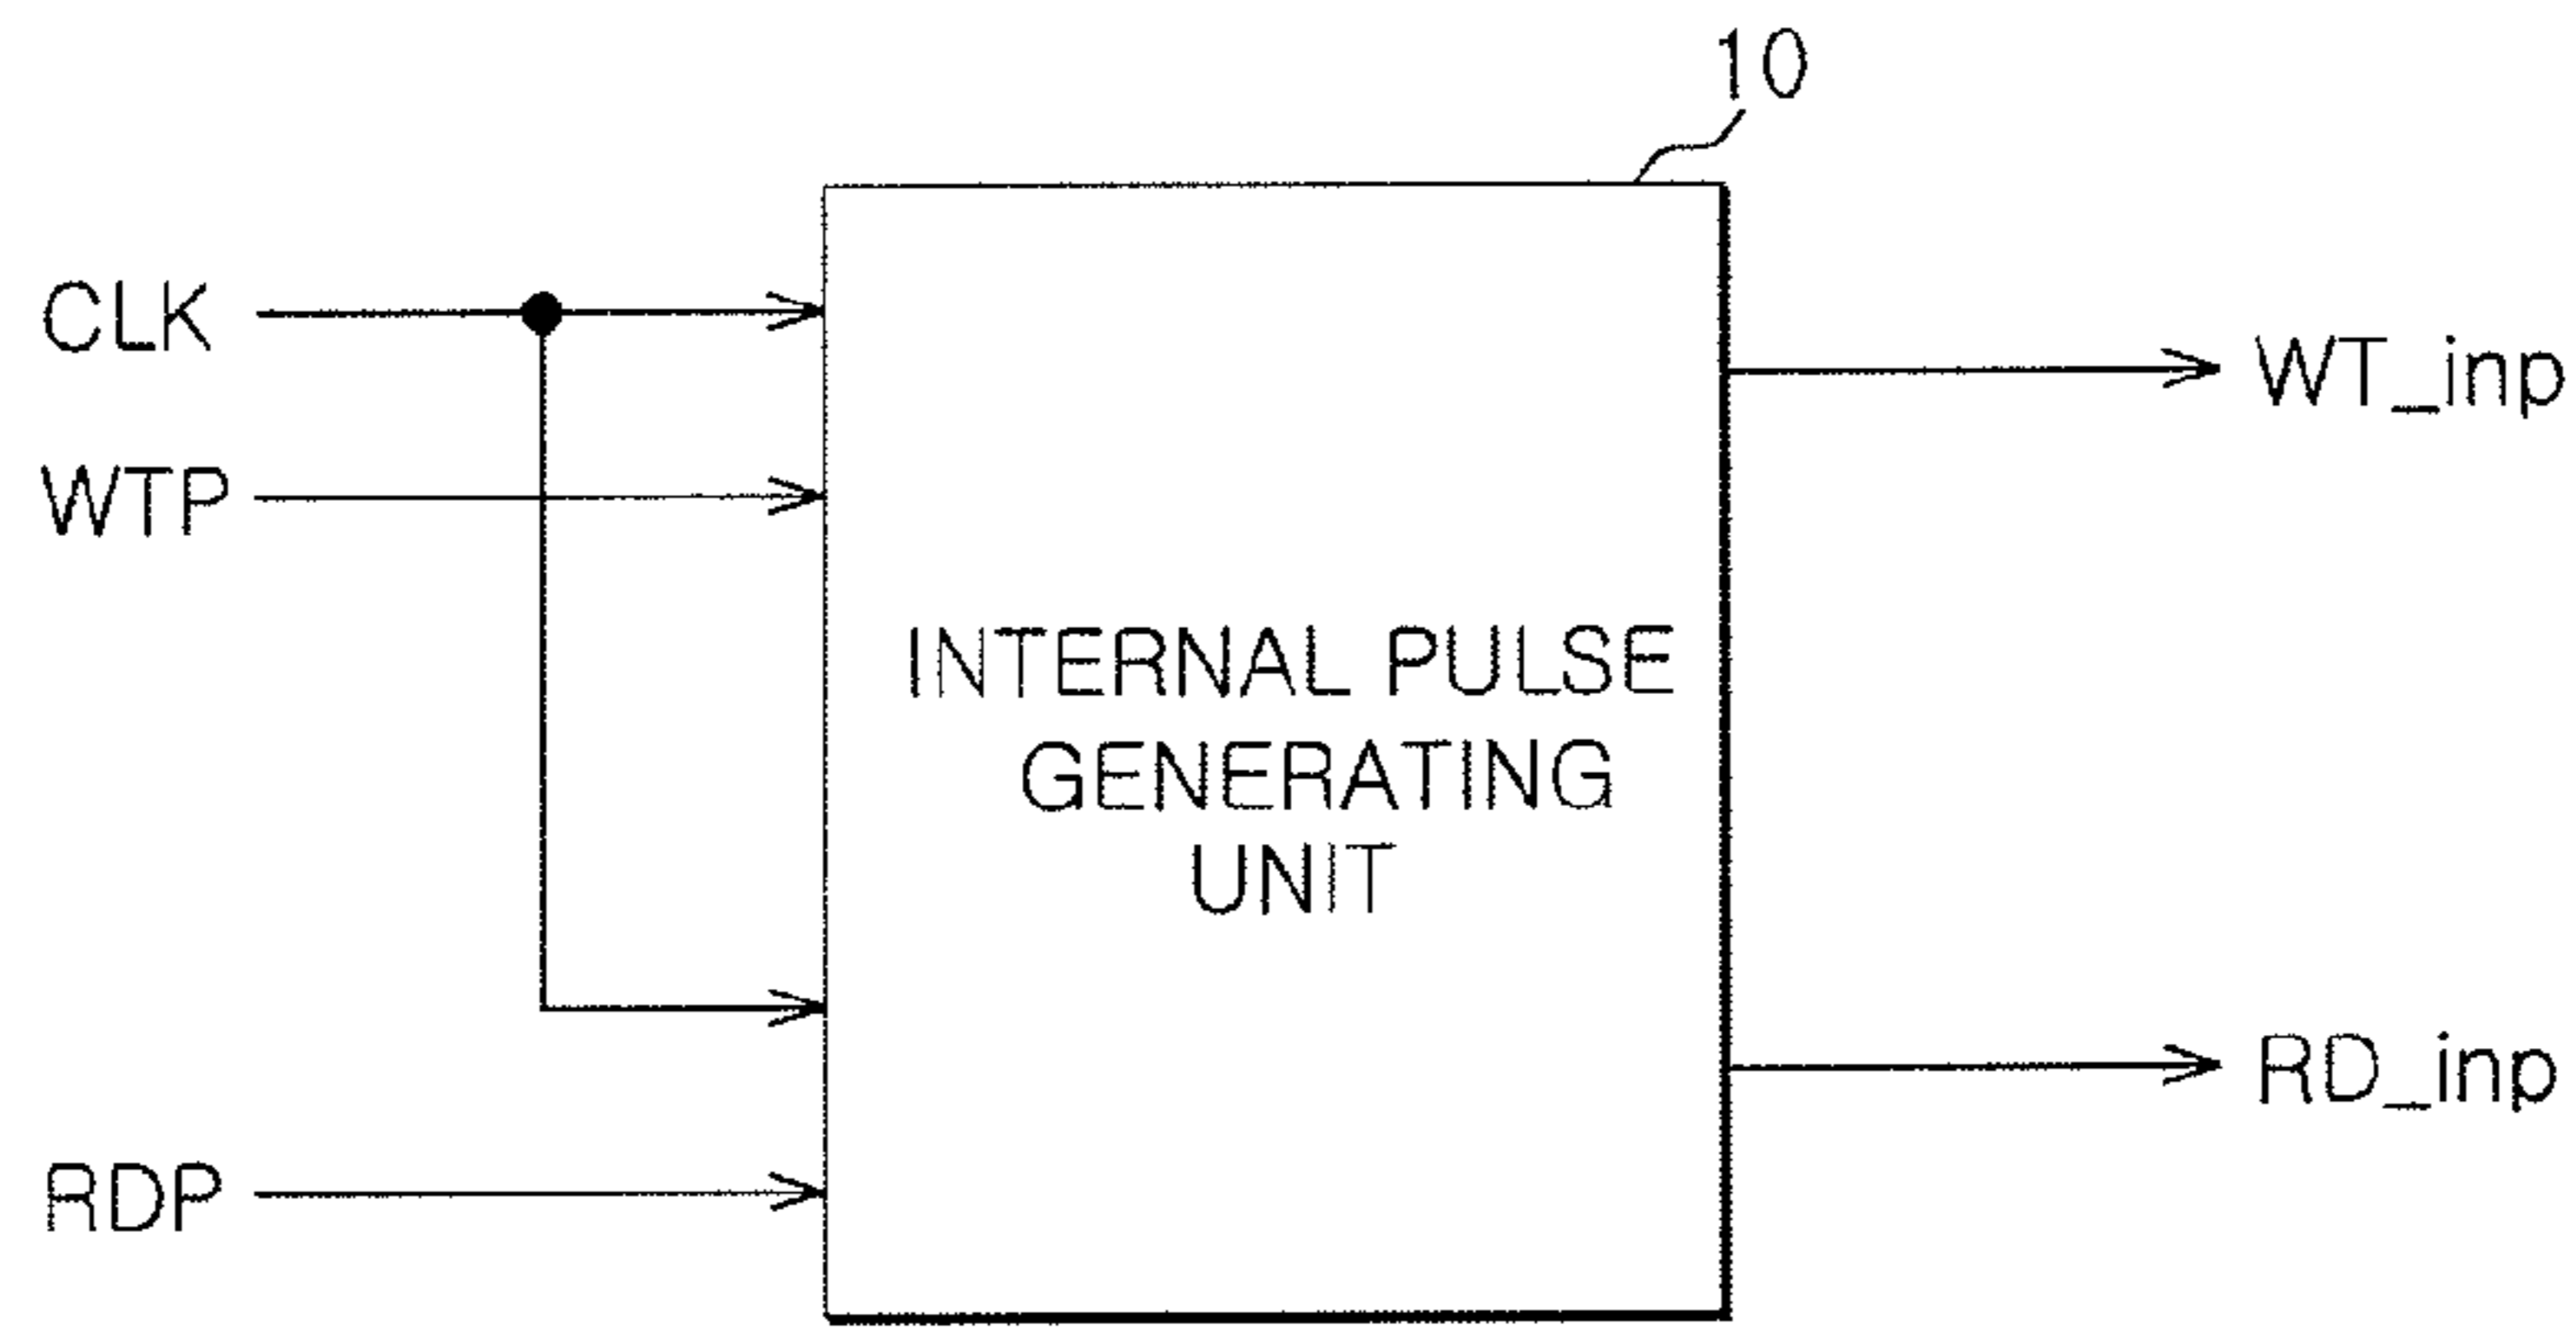 10
CLK
WTP
RDP
INTERNAL PULSE
GENERATING
UNIT
WT_inp
RD_inp